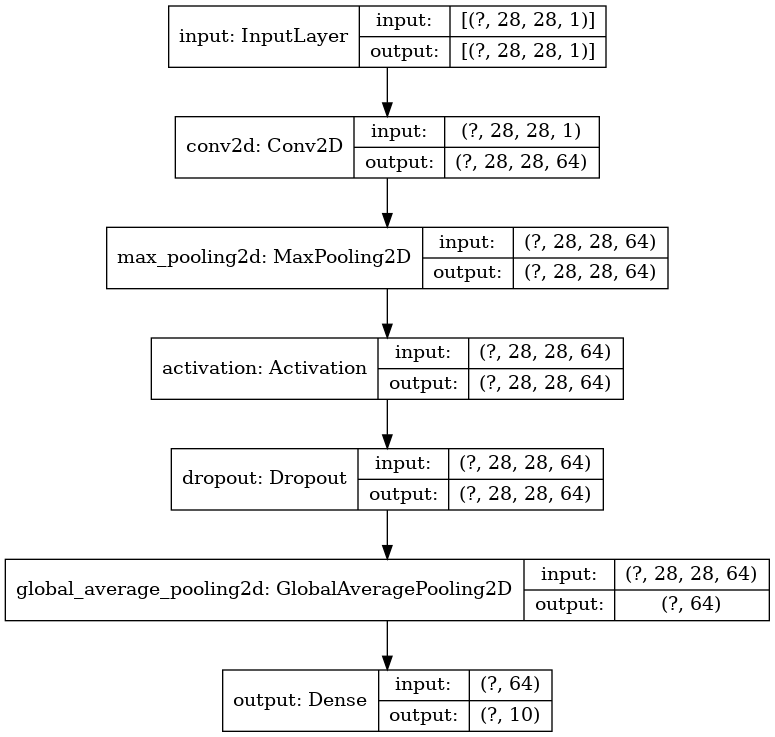 input: InputLayer input: [(?, 28, 28, 1)]
output: [(?, 28, 28, 1)]
conv2d: Conv2D input: (?, 28, 28, 1)
output: (?, 28, 28, 64)
max_pooling2d: MaxPooling2D input: (?, 28, 28, 64)
output: (?, 28, 28, 64)
activation: Activation input: (?, 28, 28, 64)
output: (?, 28, 28, 64)
dropout: Dropout input: (?, 28, 28, 64)
output: (?, 28, 28, 64)
global_average_pooling2d: GlobalAveragePooling2D input: (?, 28, 28, 64)
output: (?, 64)
output: Dense input: (?, 64)
output: (?, 10)